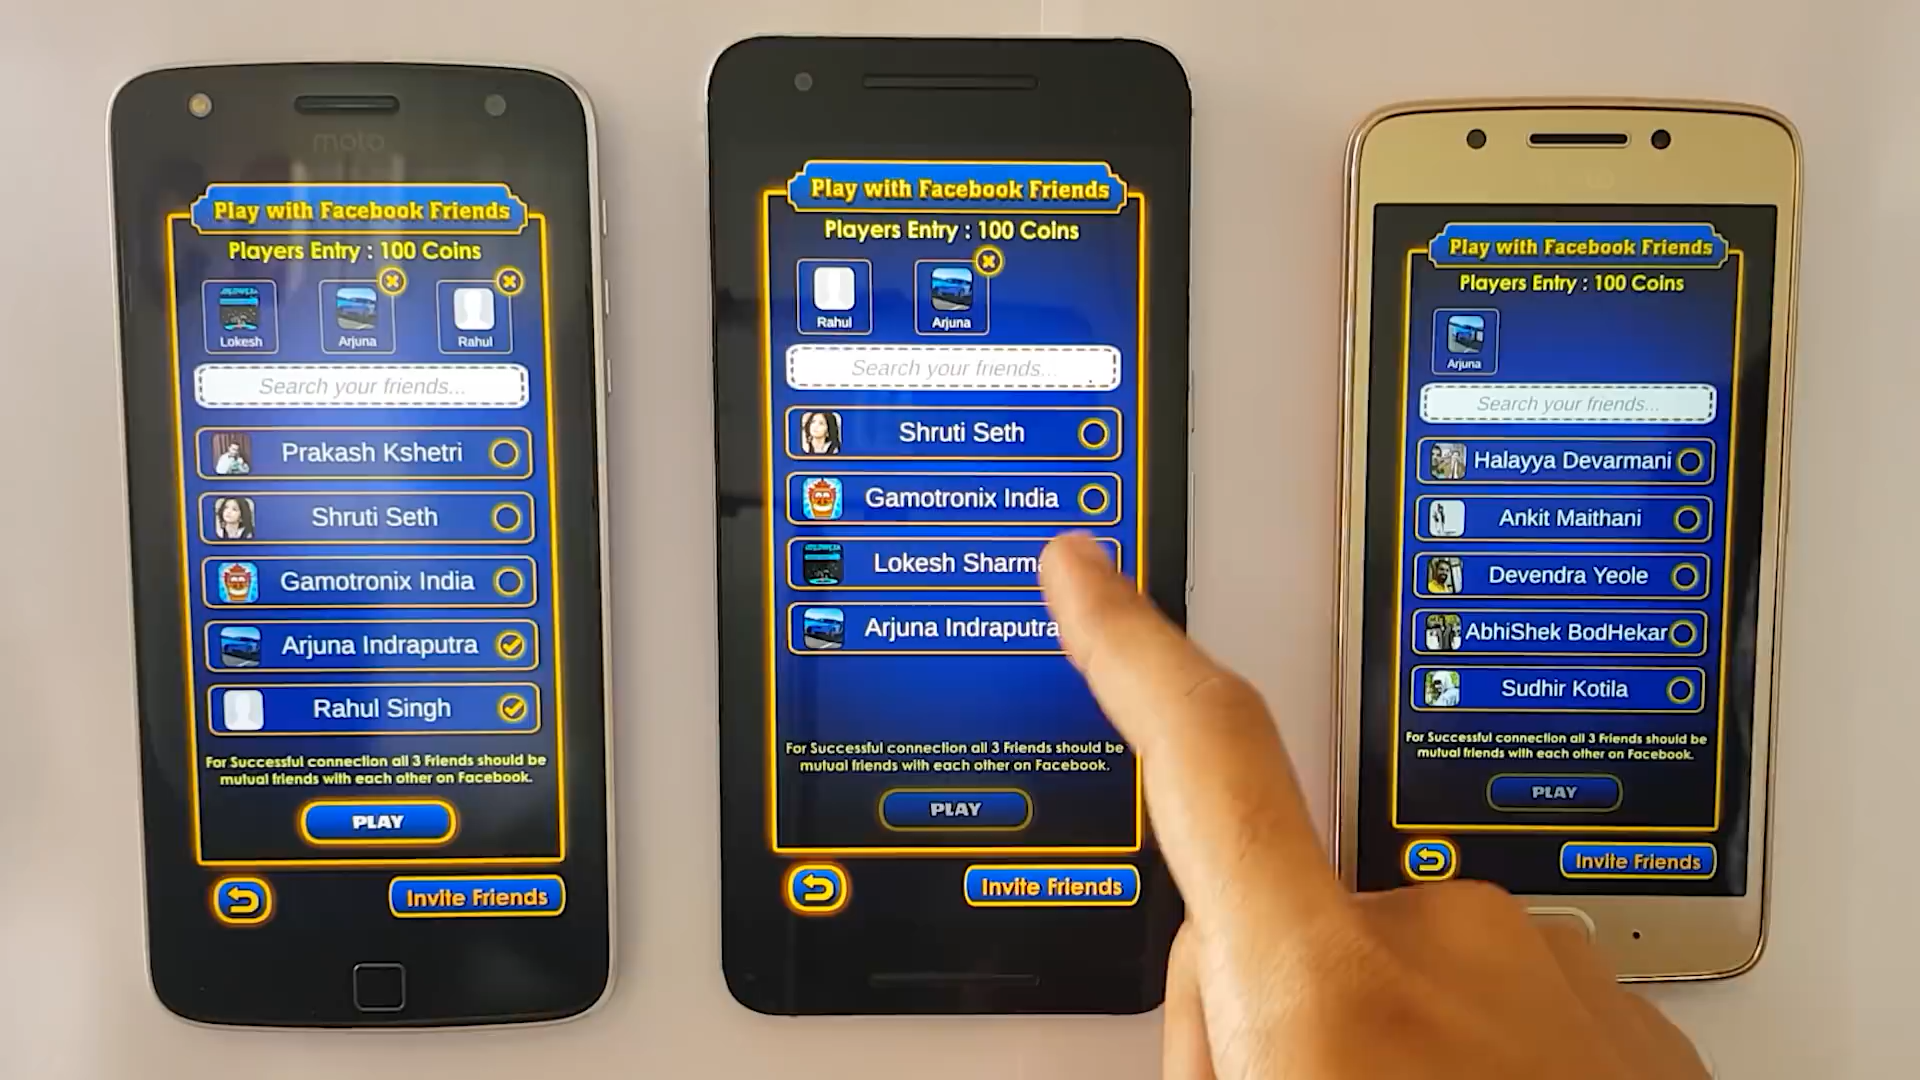 moto
Play with Facebook Friends
Players Entry : 100 Coins
Lokesh
Arjuna
Rahul
Search your friends...
Prakash Kshetri
Shruti Seth
Gamotronix India
Arjuna Indraputra
Rahul Singh
For Successful connection all 3 Friends should be
mutual friends with each other on Facebook.
PLAY
Invite Friends
Play with Facebook Friends
Players Entry : 100 Coins
Rahul
Arjuna
Search your friends...
Shruti Seth
Gamotronix India
Lokesh Sharma
Arjuna Indraputra
For Successful connection all 3 Friends should be
mutual friends with each other on Facebook.
PLAY
Invite Friends
Play with Facebook Friends
Players Entry : 100 Coins
Arjuna
Search your friends...
Halayya Devarmani
Ankit Maithani
Devendra Yeole
AbhiShek BodHekar
Sudhir Kotila
For Successful connection all 3 Friends should be
mutual friends with each other on Facebook.
PLAY
Invite Friends